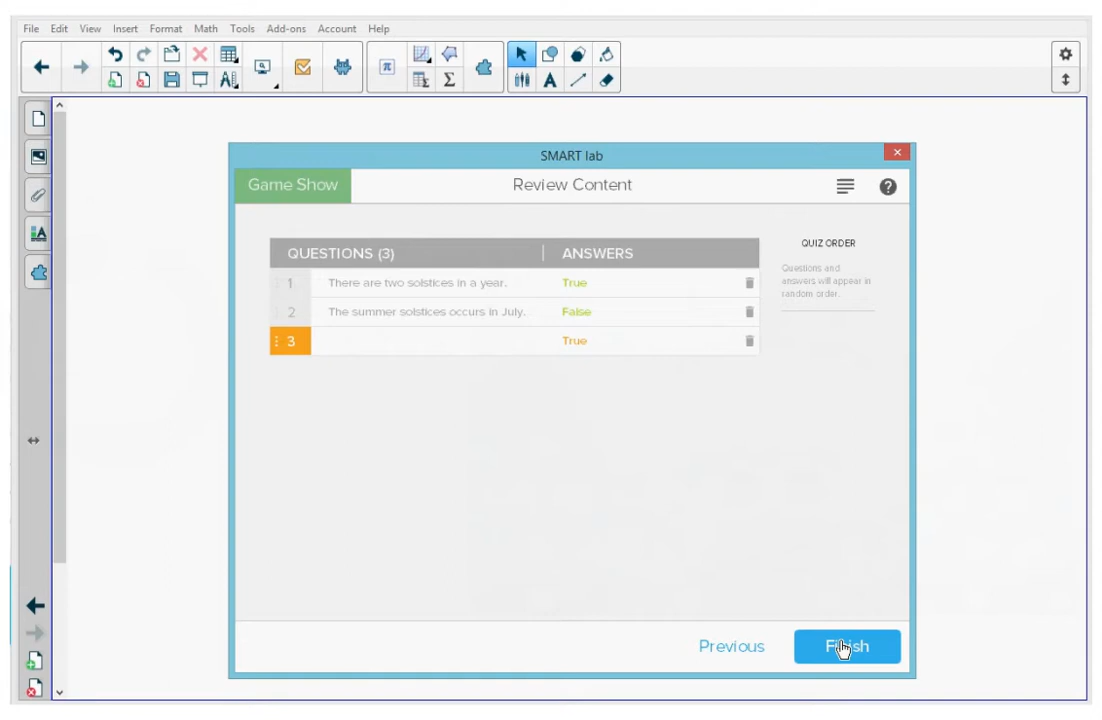 File Edit View Insert Format Math Tools Add-ons Account Help
SMART lab
Game Show
Review Content
QUESTIONS (3) ANSWERS
1 There are two solstices in a year. True
2 The summer solstices occurs in July. False
3 True
QUIZ ORDER
Questions and
answers will appear in
random order.
Previous
Finish